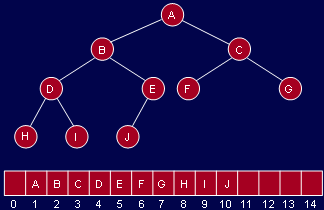 A
B C
D E F G
H I J
A B C D E F G H I J
0 1 2 3 4 5 6 7 8 9 10 11 12 13 14